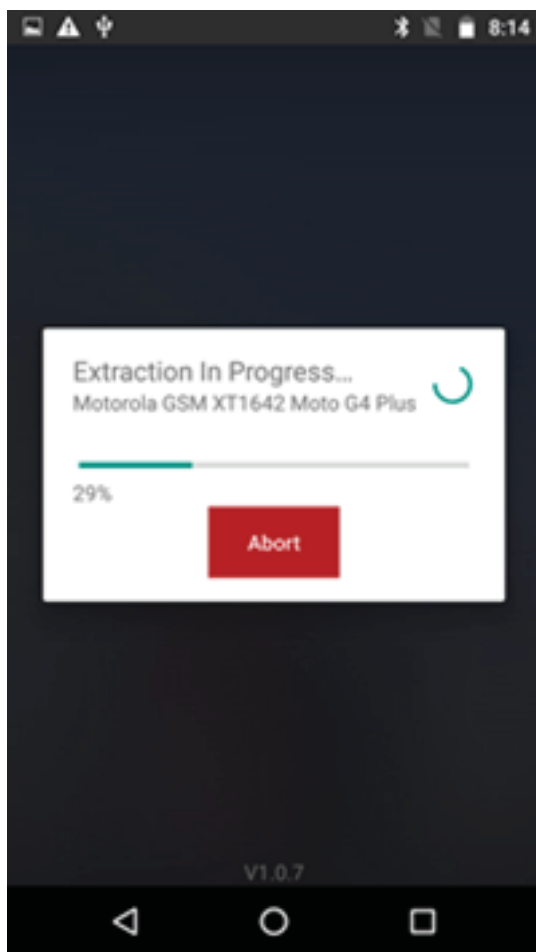 8:14
Extraction In Progress...
Motorola GSM XT1642 Moto G4 Plus
29%
Abort
V1.0.7